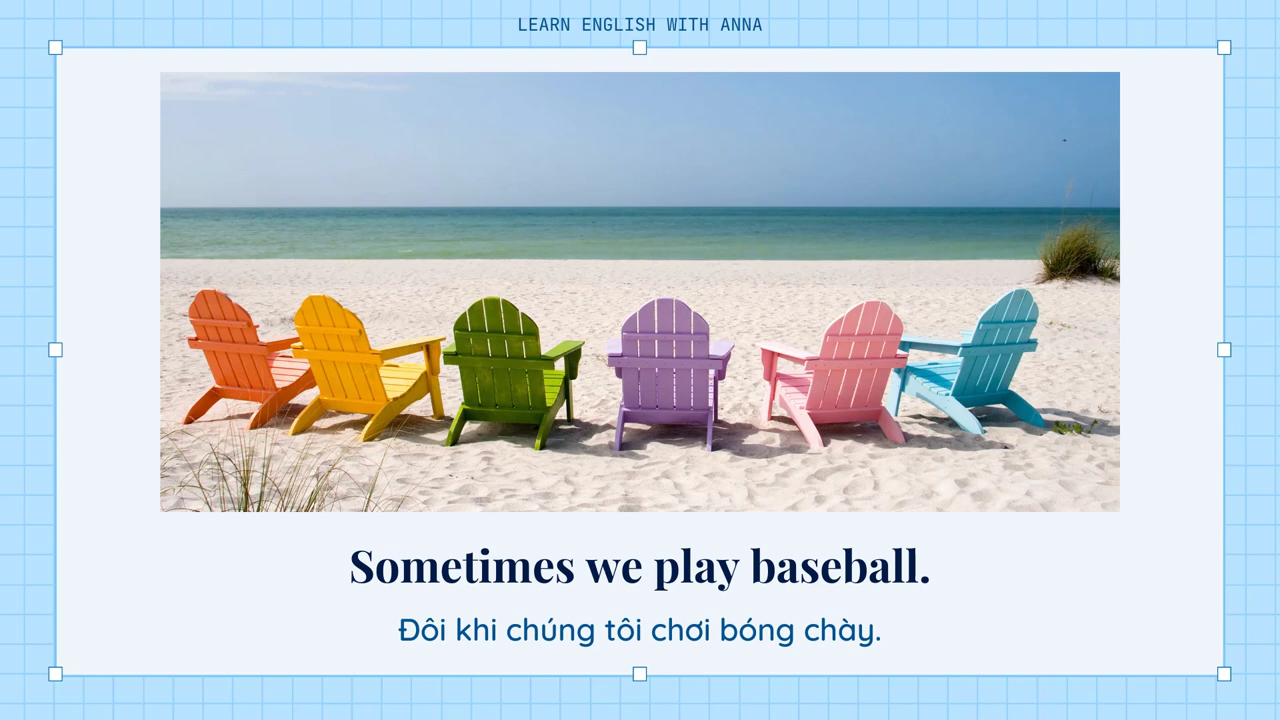 LEARN ENGLISH WITH ANNA
Sometimes we play baseball.
Đôi khi chúng tôi chơi bóng chày.